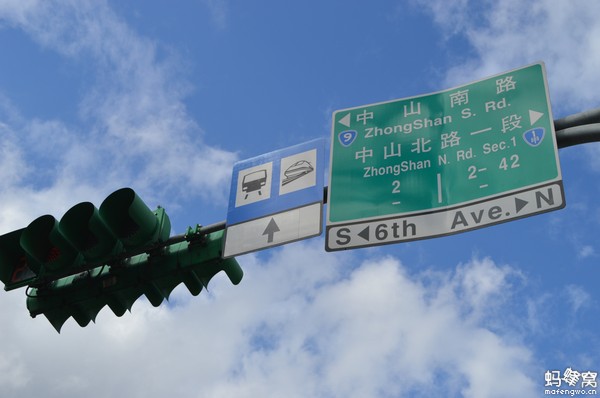 中山南路
9 ZhongShan S. Rd.
中山北路一段
ZhongShan N. Rd. Sec.1
2 | 2-42
- | -
S 6th Ave. N
蚂蜂窝
mafengwo.cn